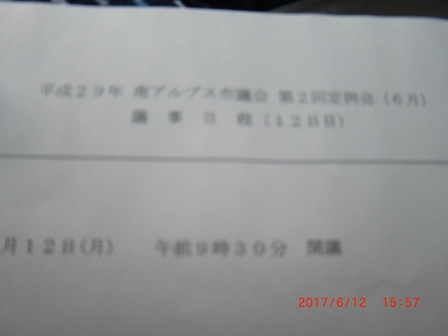 平成29年 南アルプス市議会 第2回定例会(6月)
議 事 日 程(12日目)
月12日(月) 午前9時30分 開議
2017/6/12 15:57